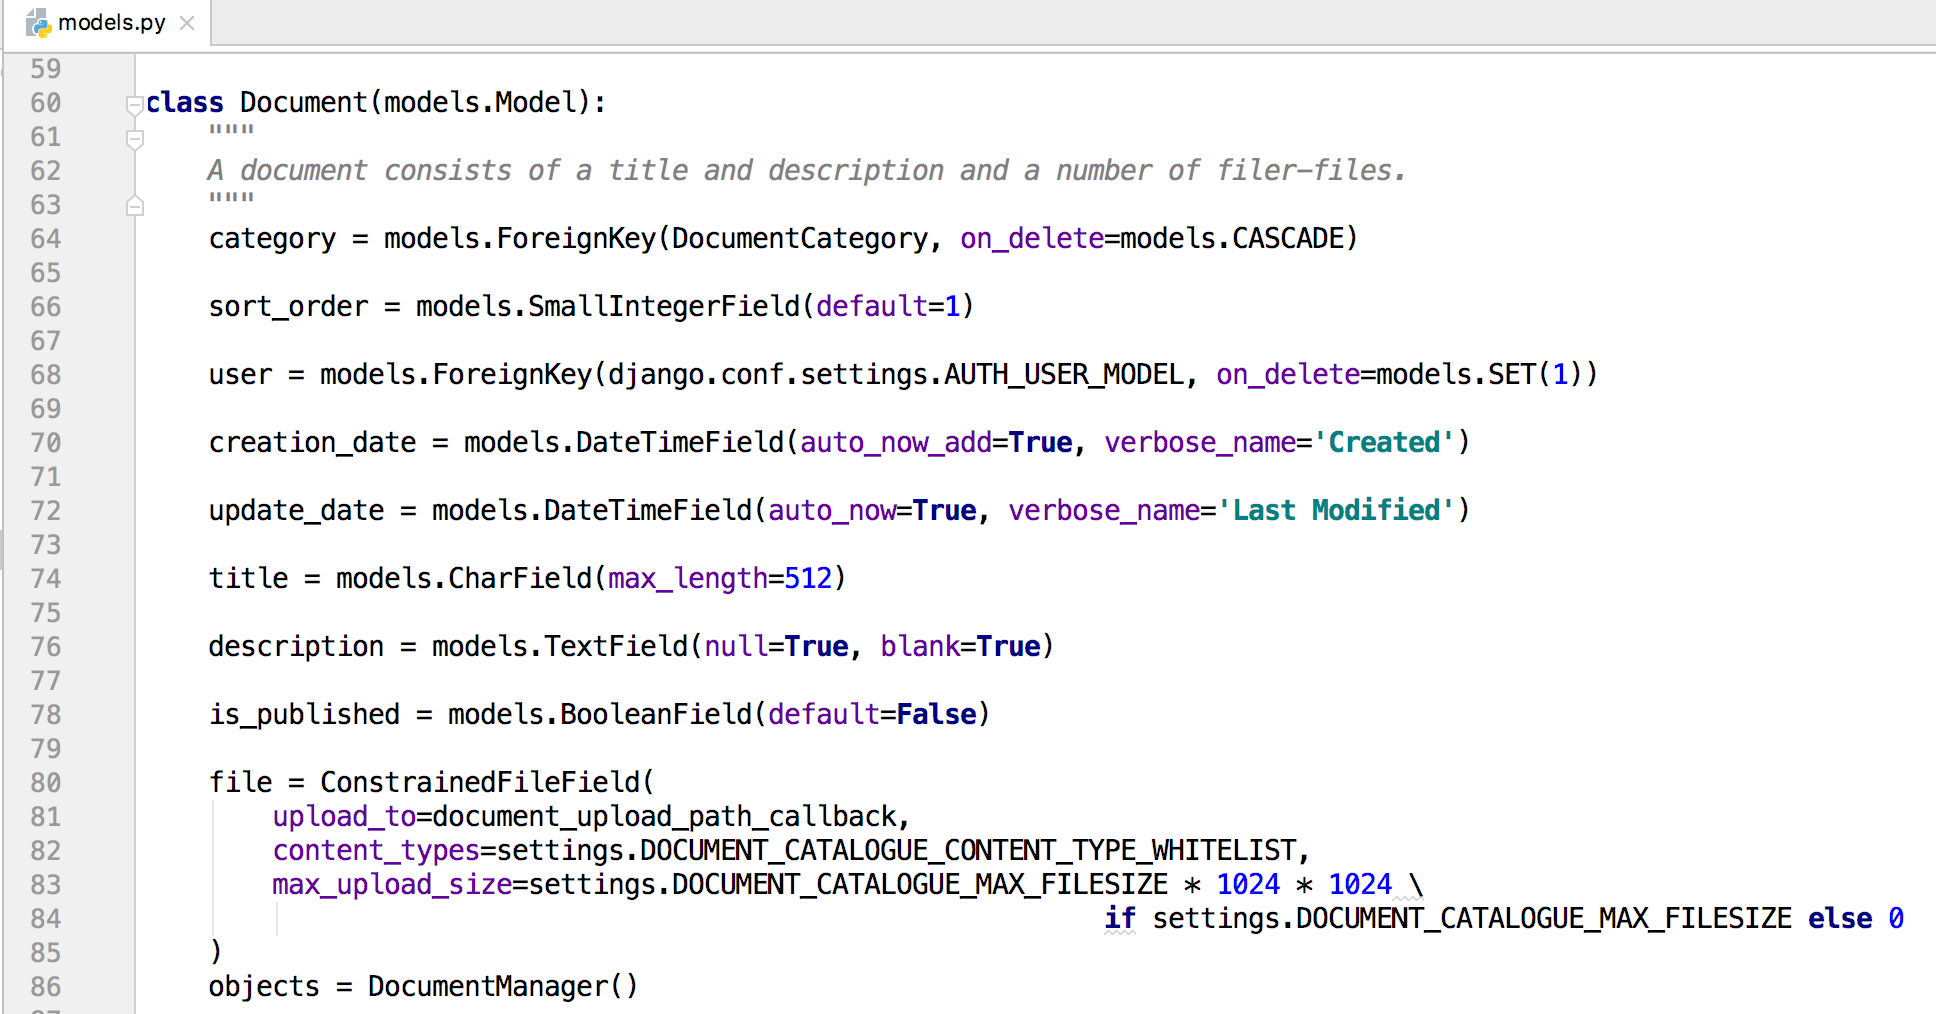 models.py
59
60 class Document(models.Model):
61     """
62     A document consists of a title and description and a number of filer-files.
63     """
64     category = models.ForeignKey(DocumentCategory, on_delete=models.CASCADE)
65
66     sort_order = models.SmallIntegerField(default=1)
67
68     user = models.ForeignKey(django.conf.settings.AUTH_USER_MODEL, on_delete=models.SET(1))
69
70     creation_date = models.DateTimeField(auto_now_add=True, verbose_name='Created')
71
72     update_date = models.DateTimeField(auto_now=True, verbose_name='Last Modified')
73
74     title = models.CharField(max_length=512)
75
76     description = models.TextField(null=True, blank=True)
77
78     is_published = models.BooleanField(default=False)
79
80     file = ConstrainedFileField(
81         upload_to=document_upload_path_callback,
82         content_types=settings.DOCUMENT_CATALOGUE_CONTENT_TYPE_WHITELIST,
83         max_upload_size=settings.DOCUMENT_CATALOGUE_MAX_FILESIZE * 1024 * 1024 \
84                                                             if settings.DOCUMENT_CATALOGUE_MAX_FILESIZE else 0
85     )
86     objects = DocumentManager()